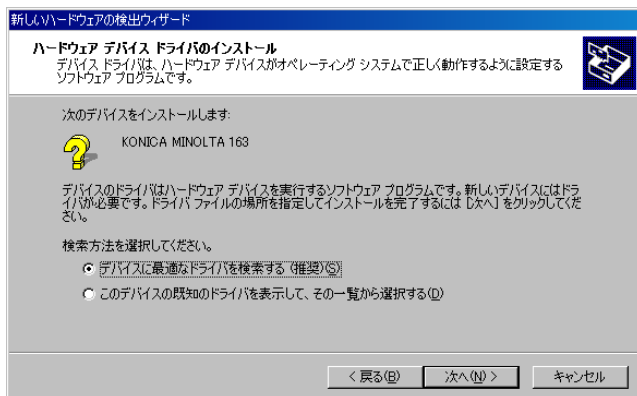 新しいハードウェアの検出ウィザード
ハードウェア デバイス ドライバのインストール
デバイス ドライバは、ハードウェア デバイスがオペレーティング システムで正しく動作するように設定する
ソフトウェア プログラムです。
次のデバイスをインストールします:
KONICA MINOLTA 163
デバイスのドライバはハードウェア デバイスを実行するソフトウェア プログラムです。新しいデバイスにはドラ
イバが必要です。ドライバ ファイルの場所を指定してインストールを完了するには [次へ] をクリックしてくだ
さい。
検索方法を選択してください。
デバイスに最適なドライバを検索する (推奨)(S)
このデバイスの既知のドライバを表示して、その一覧から選択する(D)
< 戻る(B) 次へ(N) > キャンセル